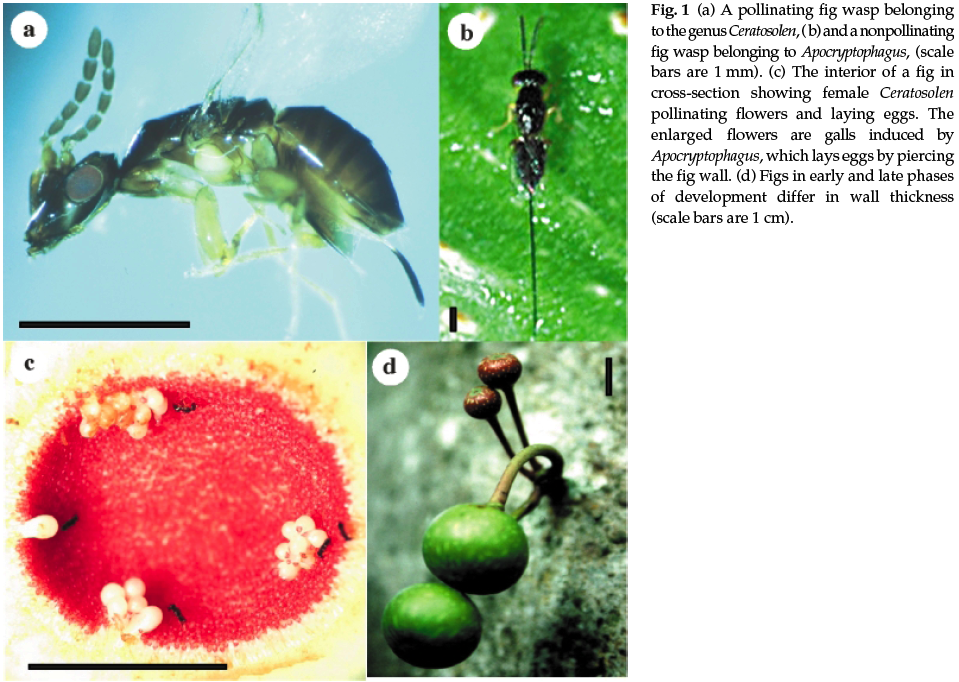 a
b
c
d
Fig. 1 (a) A pollinating fig wasp belonging
to the genus Ceratosolen, (b) and a nonpollinating
fig wasp belonging to Apocryptophagus, (scale
bars are 1 mm). (c) The interior of a fig in
cross-section showing female Ceratosolen
pollinating flowers and laying eggs. The
enlarged flowers are galls induced by
Apocryptophagus, which lays eggs by piercing
the fig wall. (d) Figs in early and late phases
of development differ in wall thickness
(scale bars are 1 cm).